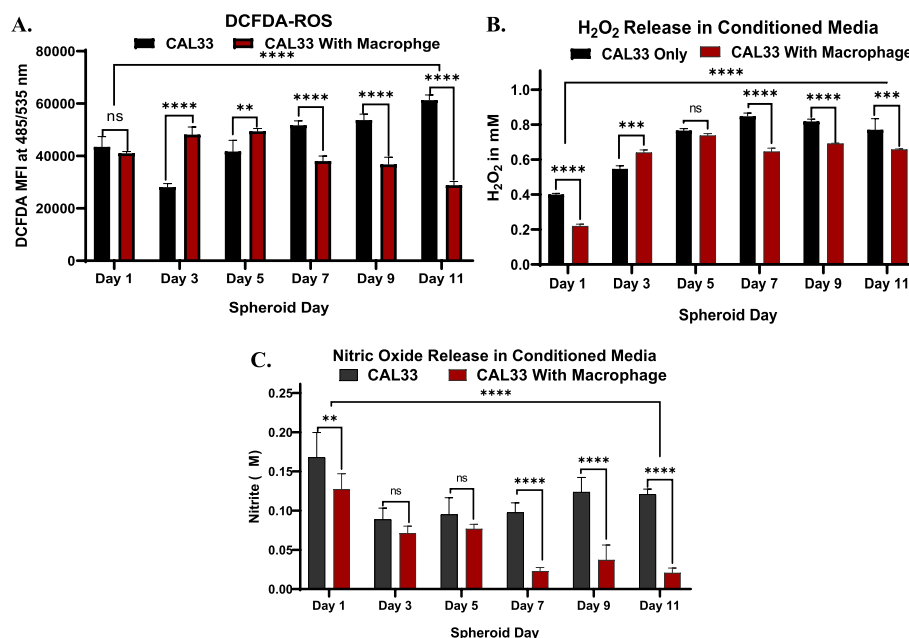 A.
DCFDA-ROS
CAL33 CAL33 With Macrophge
****
ns **** ** **** **** ****
80000
60000
40000
20000
0
DCFDA MFI at 485/535 nm
Day 1 Day 3 Day 5 Day 7 Day 9 Day 11
Spheroid Day
B.
H₂O₂ Release in Conditioned Media
CAL33 Only CAL33 With Macrophage
****
**** *** ns **** **** ***
1.0
0.8
0.6
0.4
0.2
0.0
H₂O₂ in mM
Day 1 Day 3 Day 5 Day 7 Day 9 Day 11
Spheroid Day
C.
Nitric Oxide Release in Conditioned Media
CAL33 CAL33 With Macrophage
****
** ns ns **** **** ****
0.25
0.20
0.15
0.10
0.05
0.00
Nitrite ( M)
Day 1 Day 3 Day 5 Day 7 Day 9 Day 11
Spheroid Day